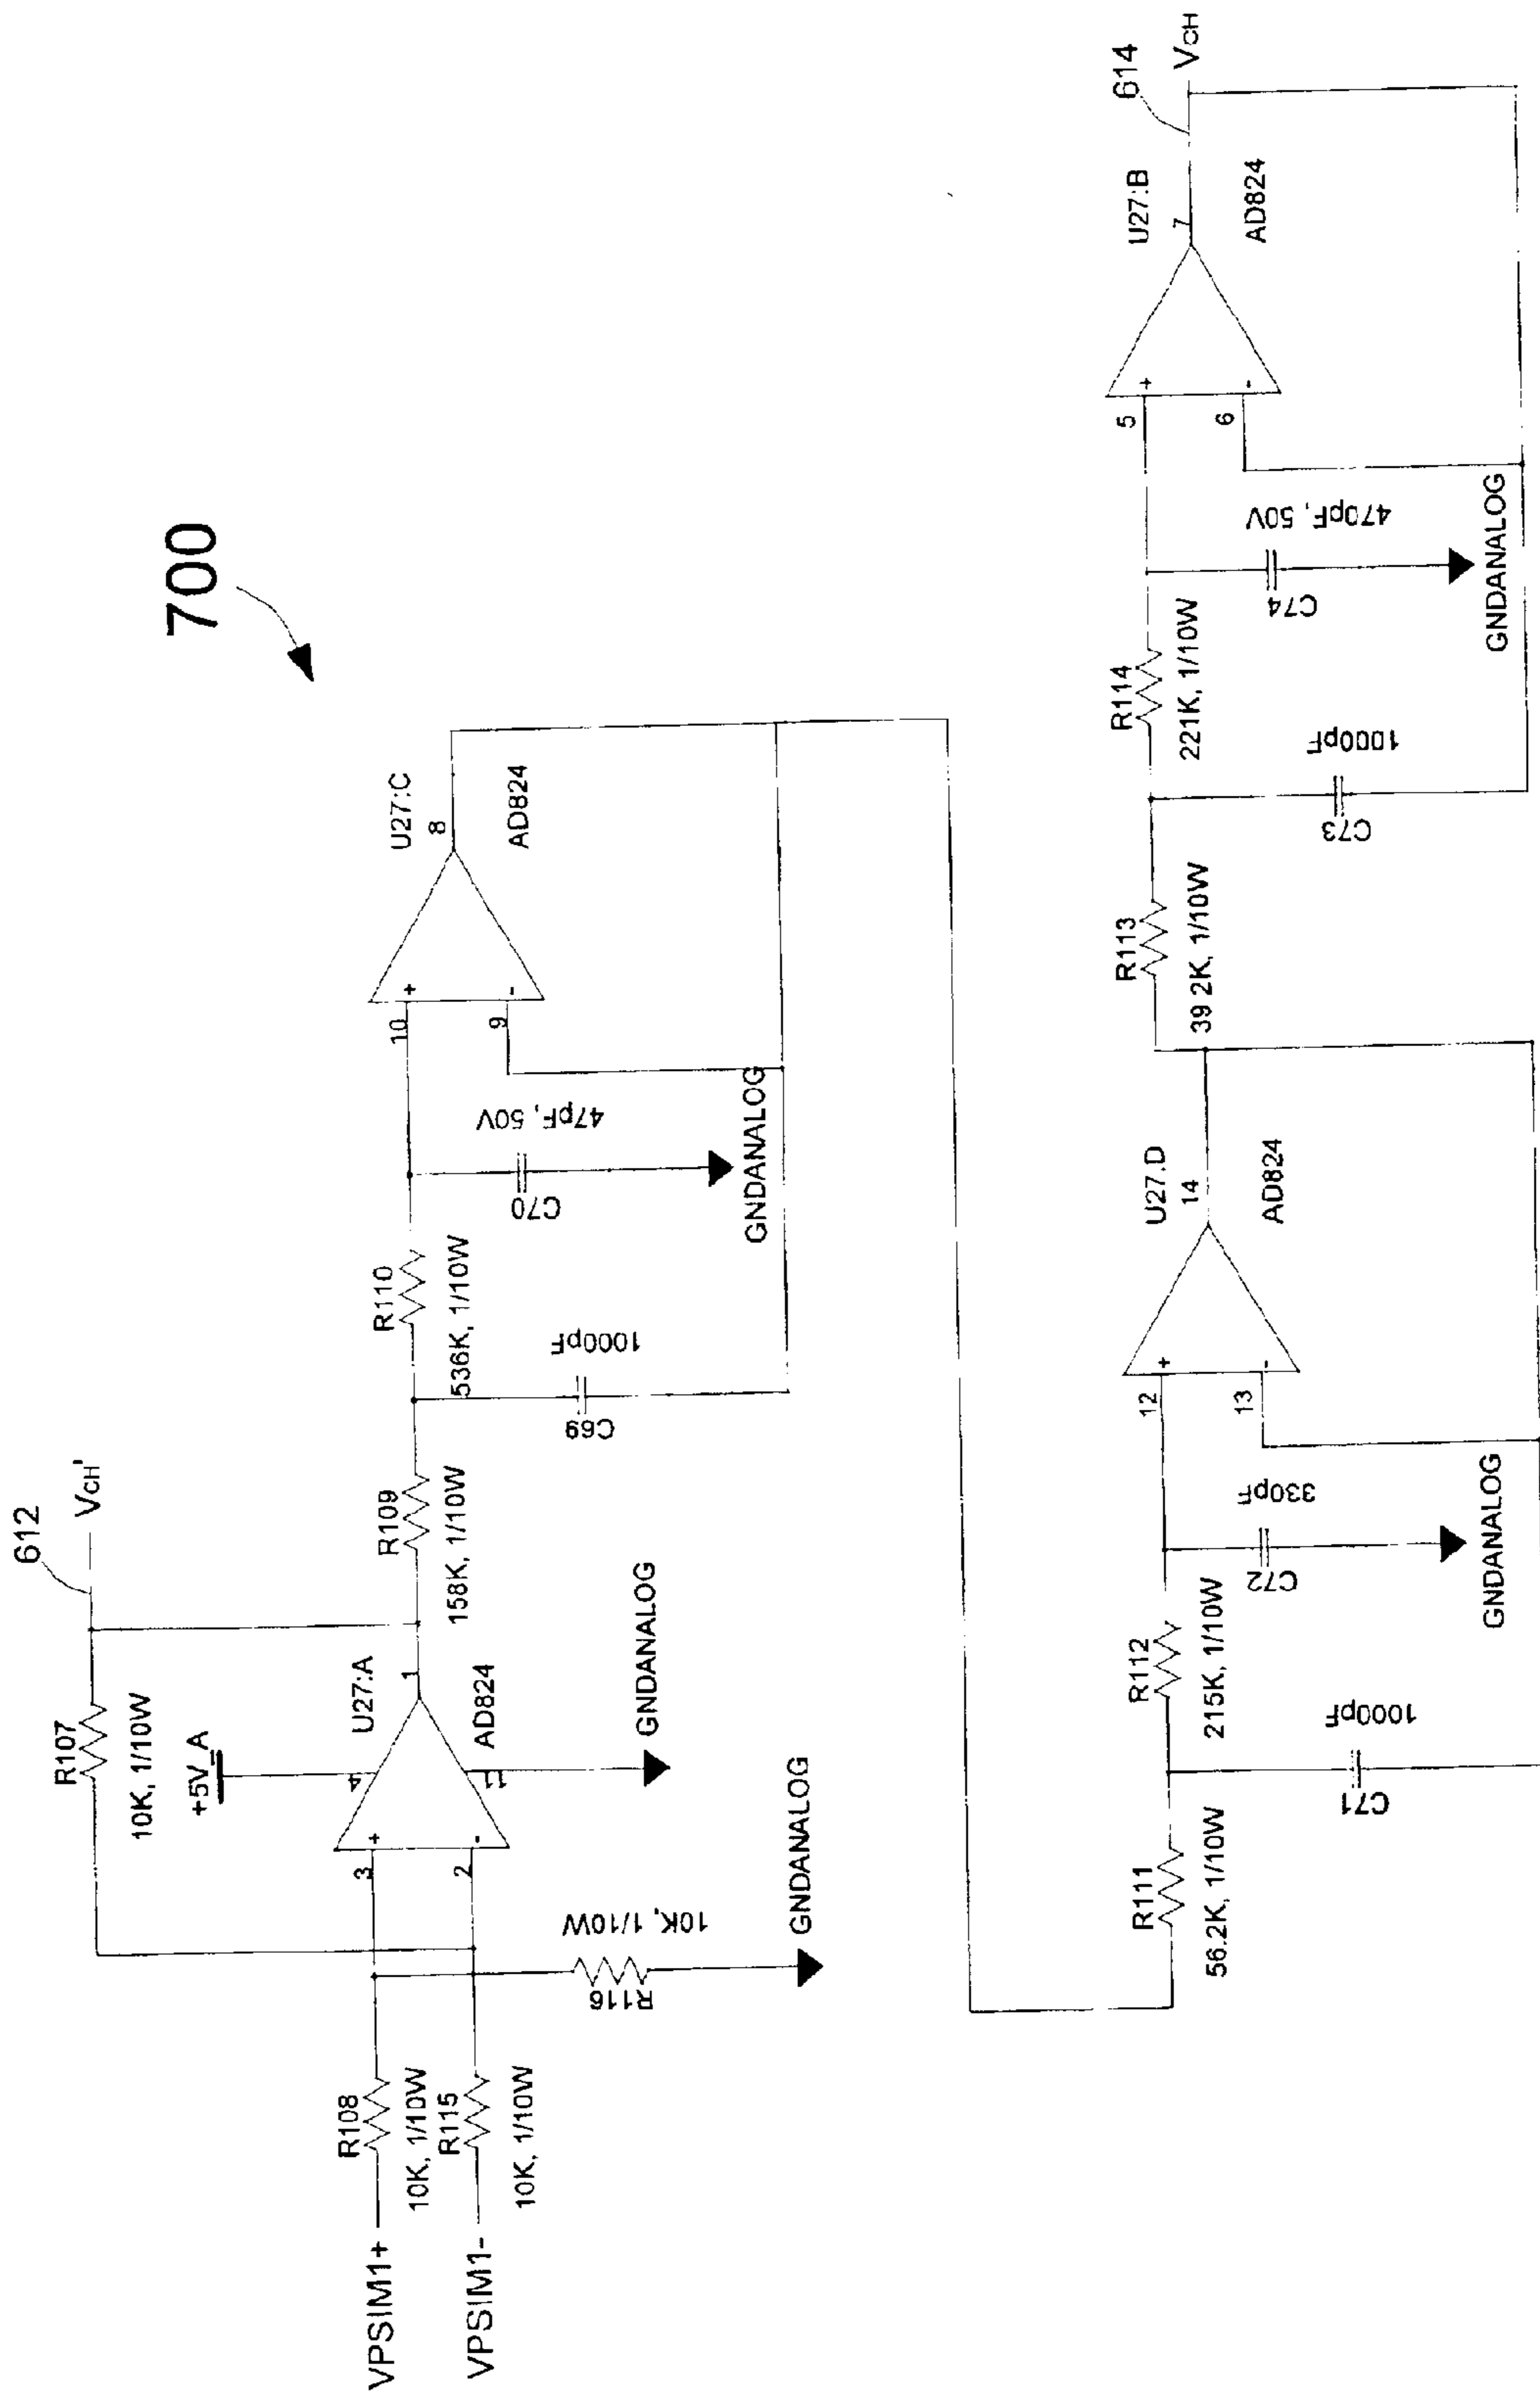 700
612
VCH'
R107
10K, 1/10W
+5V_A
U27:A
4
3
2
1
11
AD824
GNDANALOG
R108
10K, 1/10W
VPSIM1+
R115
10K, 1/10W
VPSIM1-
R116
10K, 1/10W
GNDANALOG
R109
158K, 1/10W
C69
1000pF
R110
536K, 1/10W
C70
47pF, 50V
GNDANALOG
U27:C
10
9
8
AD824
R111
56.2K, 1/10W
C71
1000pF
R112
215K, 1/10W
C72
330pF
GNDANALOG
U27.D
12
13
14
AD824
R113
39 2K, 1/10W
C73
1000pF
R114
221K, 1/10W
C74
470pF, 50V
GNDANALOG
U27:B
5
6
7
AD824
614
VCH